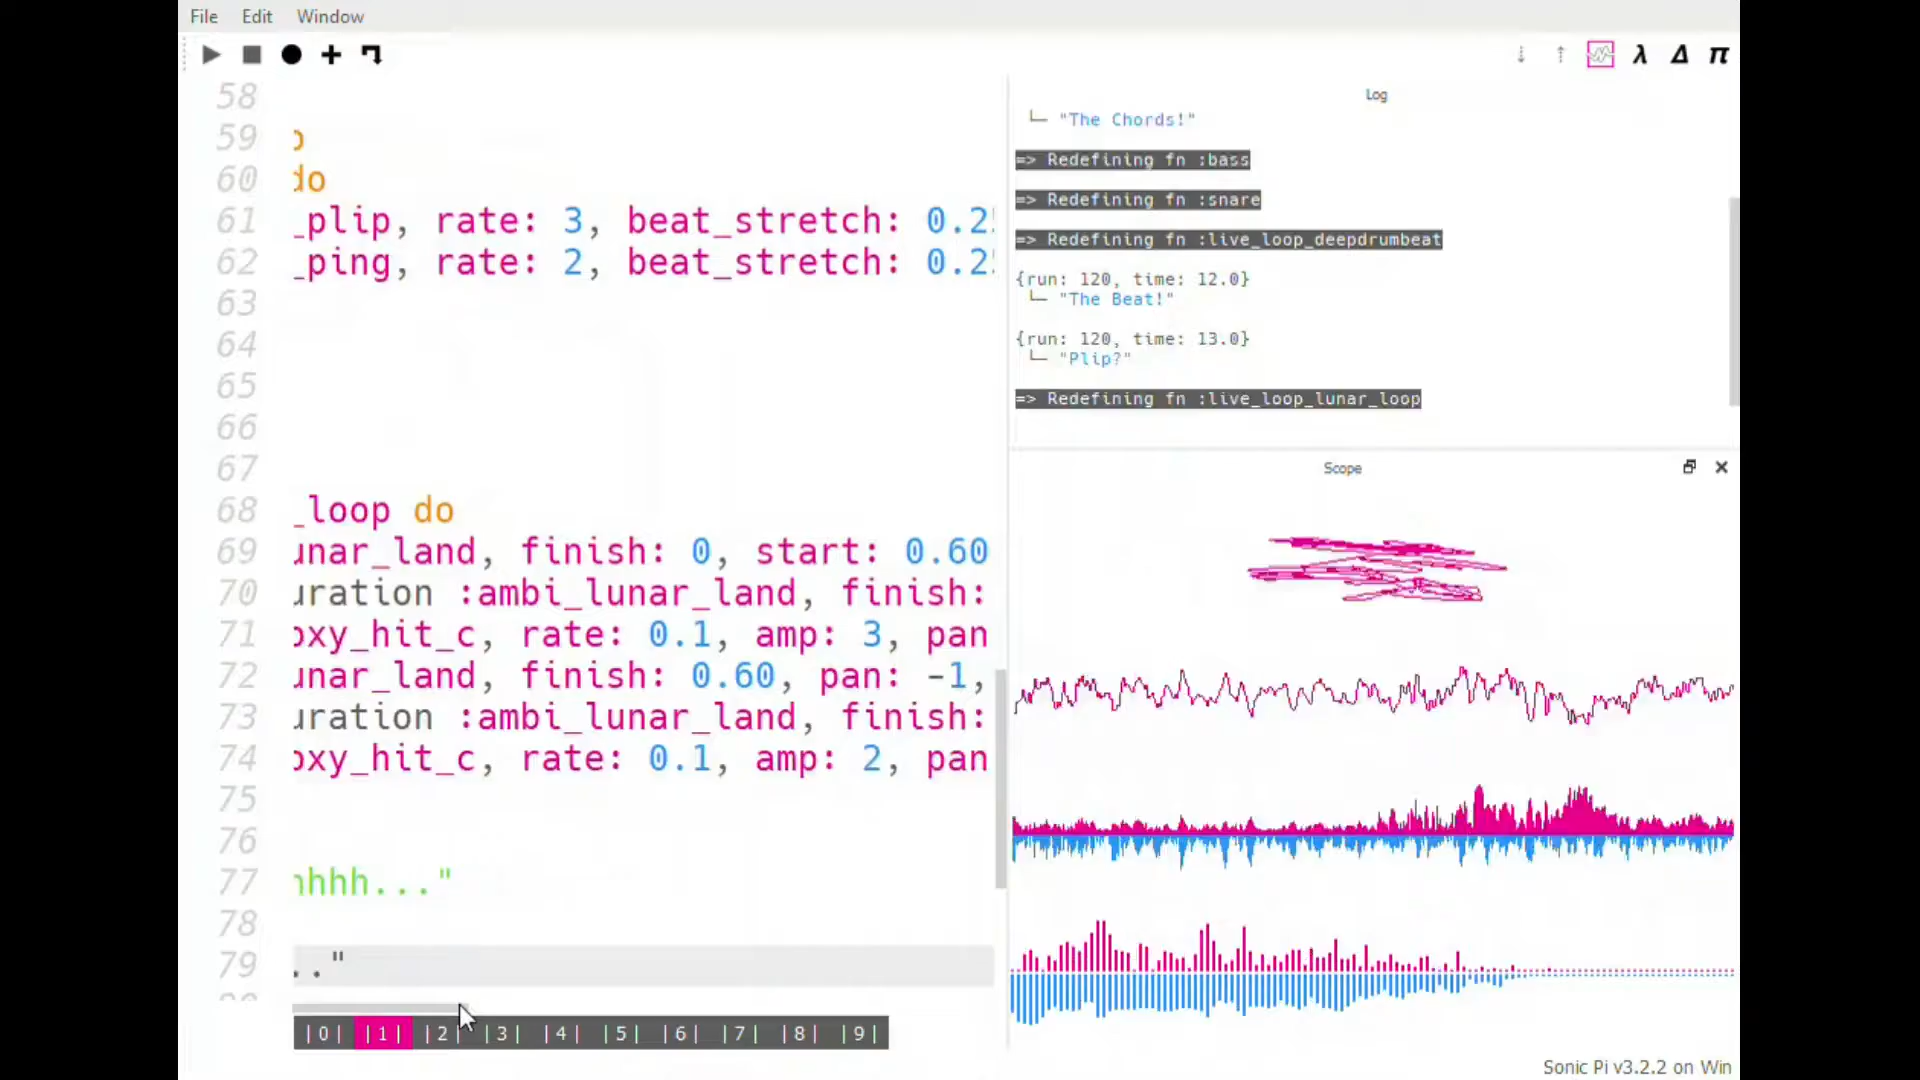 File Edit Window
λ Δ π
58
59
60 do
61 _plip, rate: 3, beat_stretch: 0.2
62 _ping, rate: 2, beat_stretch: 0.2
63
64
65
66
67
68 _loop do
69 unar_land, finish: 0, start: 0.60
70 uration :ambi_lunar_land, finish:
71 oxy_hit_c, rate: 0.1, amp: 3, pan
72 unar_land, finish: 0.60, pan: -1,
73 uration :ambi_lunar_land, finish:
74 oxy_hit_c, rate: 0.1, amp: 2, pan
75
76
77 hhhh..."
78
79 .."
|0| |1| |2| |3| |4| |5| |6| |7| |8| |9|
Log
└─ "The Chords!"
=> Redefining fn :bass
=> Redefining fn :snare
=> Redefining fn :live_loop_deepdrumbeat
{run: 120, time: 12.0}
└─ "The Beat!"
{run: 120, time: 13.0}
└─ "Plip?"
=> Redefining fn :live_loop_lunar_loop
Scope
Sonic Pi v3.2.2 on Win